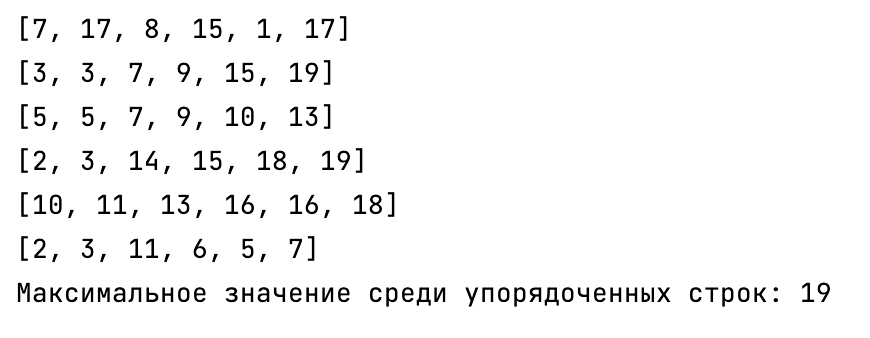 [7, 17, 8, 15, 1, 17]
[3, 3, 7, 9, 15, 19]
[5, 5, 7, 9, 10, 13]
[2, 3, 14, 15, 18, 19]
[10, 11, 13, 16, 16, 18]
[2, 3, 11, 6, 5, 7]
Максимальное значение среди упорядоченных строк: 19